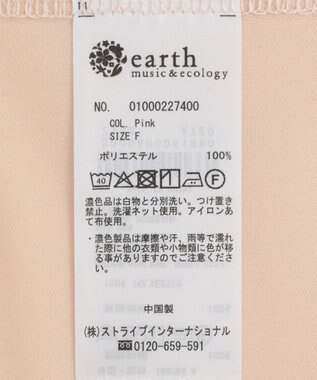 earth
music&ecology
NO. 01000227400
COL. Pink
SIZE F
ポリエステル 100%
40 F
濃色品は白物と分別洗い。つけ置き
禁止。洗濯ネット使用。アイロンあ
て布使用。
・濃色製品は摩擦や汗、雨等で濡れ
た際に他の衣類や小物類に色が移
る事がありますのでご注意くださ
い。
中国製
(株)ストライプインターナショナル
0120-659-591